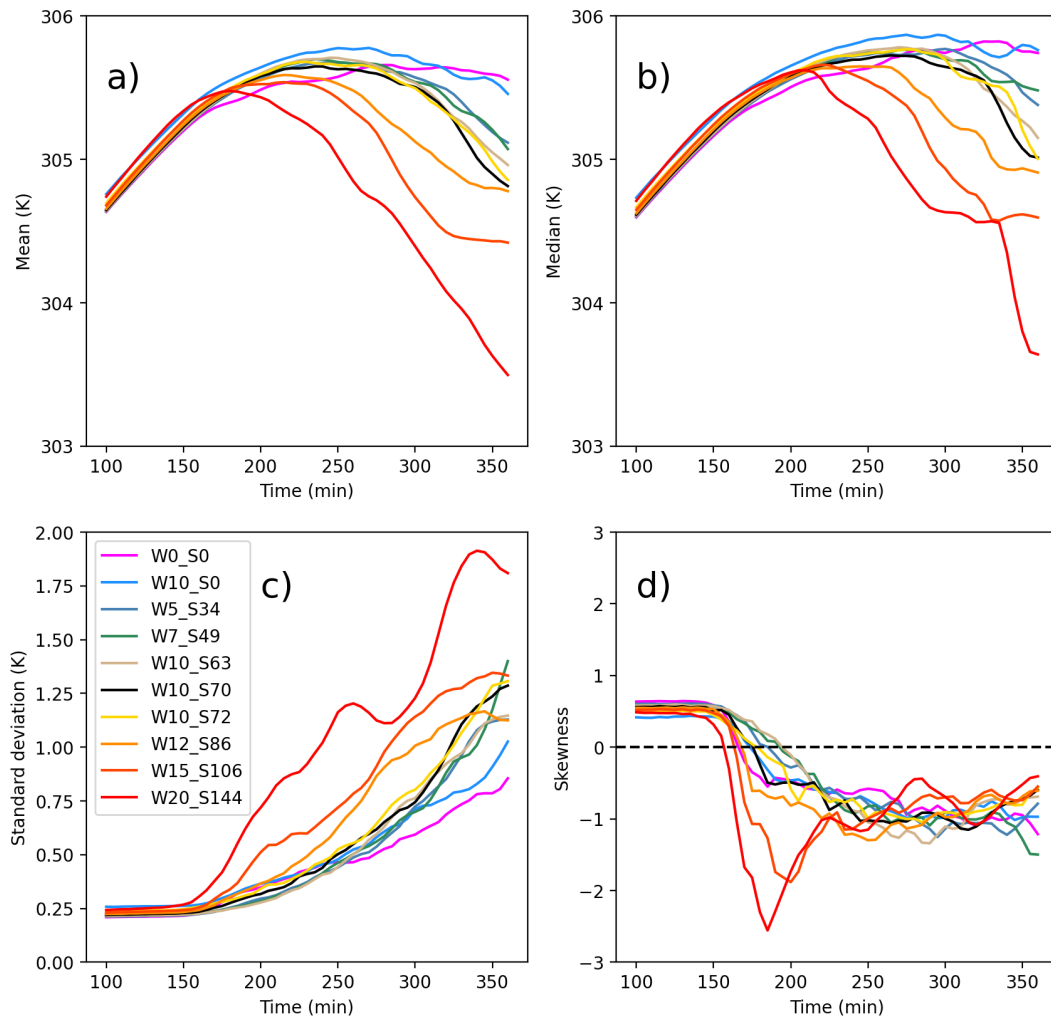 306
305
304
303
Mean (K)
a)
100 150 200 250 300 350
Time (min)
306
305
304
303
Median (K)
b)
100 150 200 250 300 350
Time (min)
2.00
1.75
1.50
1.25
1.00
0.75
0.50
0.25
0.00
Standard deviation (K)
W0_S0
W10_S0
W5_S34
W7_S49
W10_S63
W10_S70
W10_S72
W12_S86
W15_S106
W20_S144
c)
100 150 200 250 300 350
Time (min)
3
2
1
0
−1
−2
−3
Skewness
d)
100 150 200 250 300 350
Time (min)